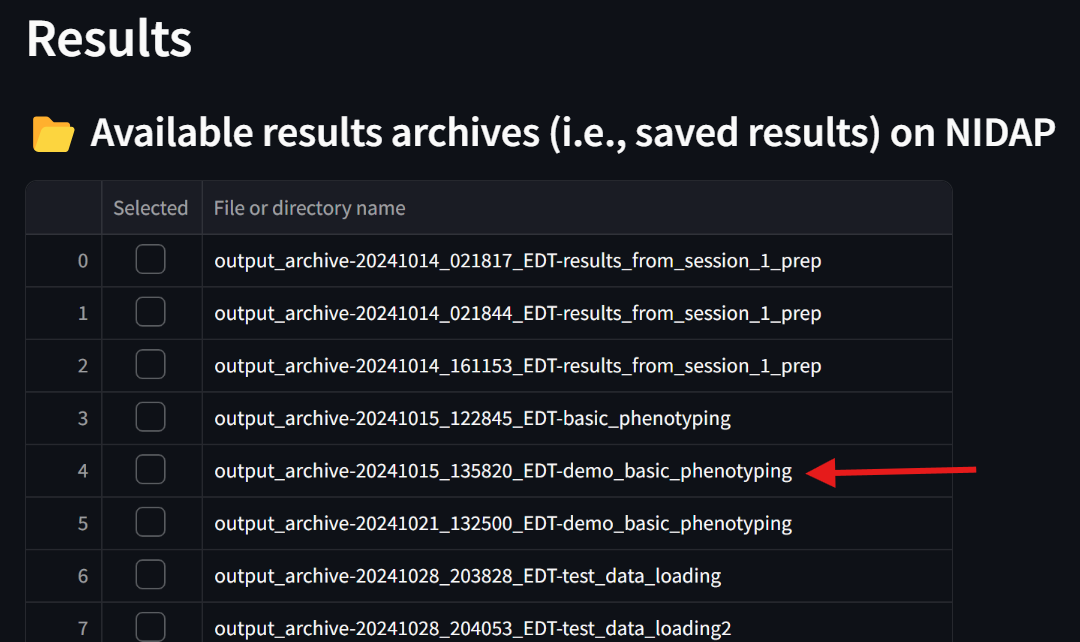 Results
Available results archives (i.e., saved results) on NIDAP
Selected File or directory name
0 output_archive-20241014_021817_EDT-results_from_session_1_prep
1 output_archive-20241014_021844_EDT-results_from_session_1_prep
2 output_archive-20241014_161153_EDT-results_from_session_1_prep
3 output_archive-20241015_122845_EDT-basic_phenotyping
4 output_archive-20241015_135820_EDT-demo_basic_phenotyping
5 output_archive-20241021_132500_EDT-demo_basic_phenotyping
6 output_archive-20241028_203828_EDT-test_data_loading
7 output_archive-20241028_204053_EDT-test_data_loading2